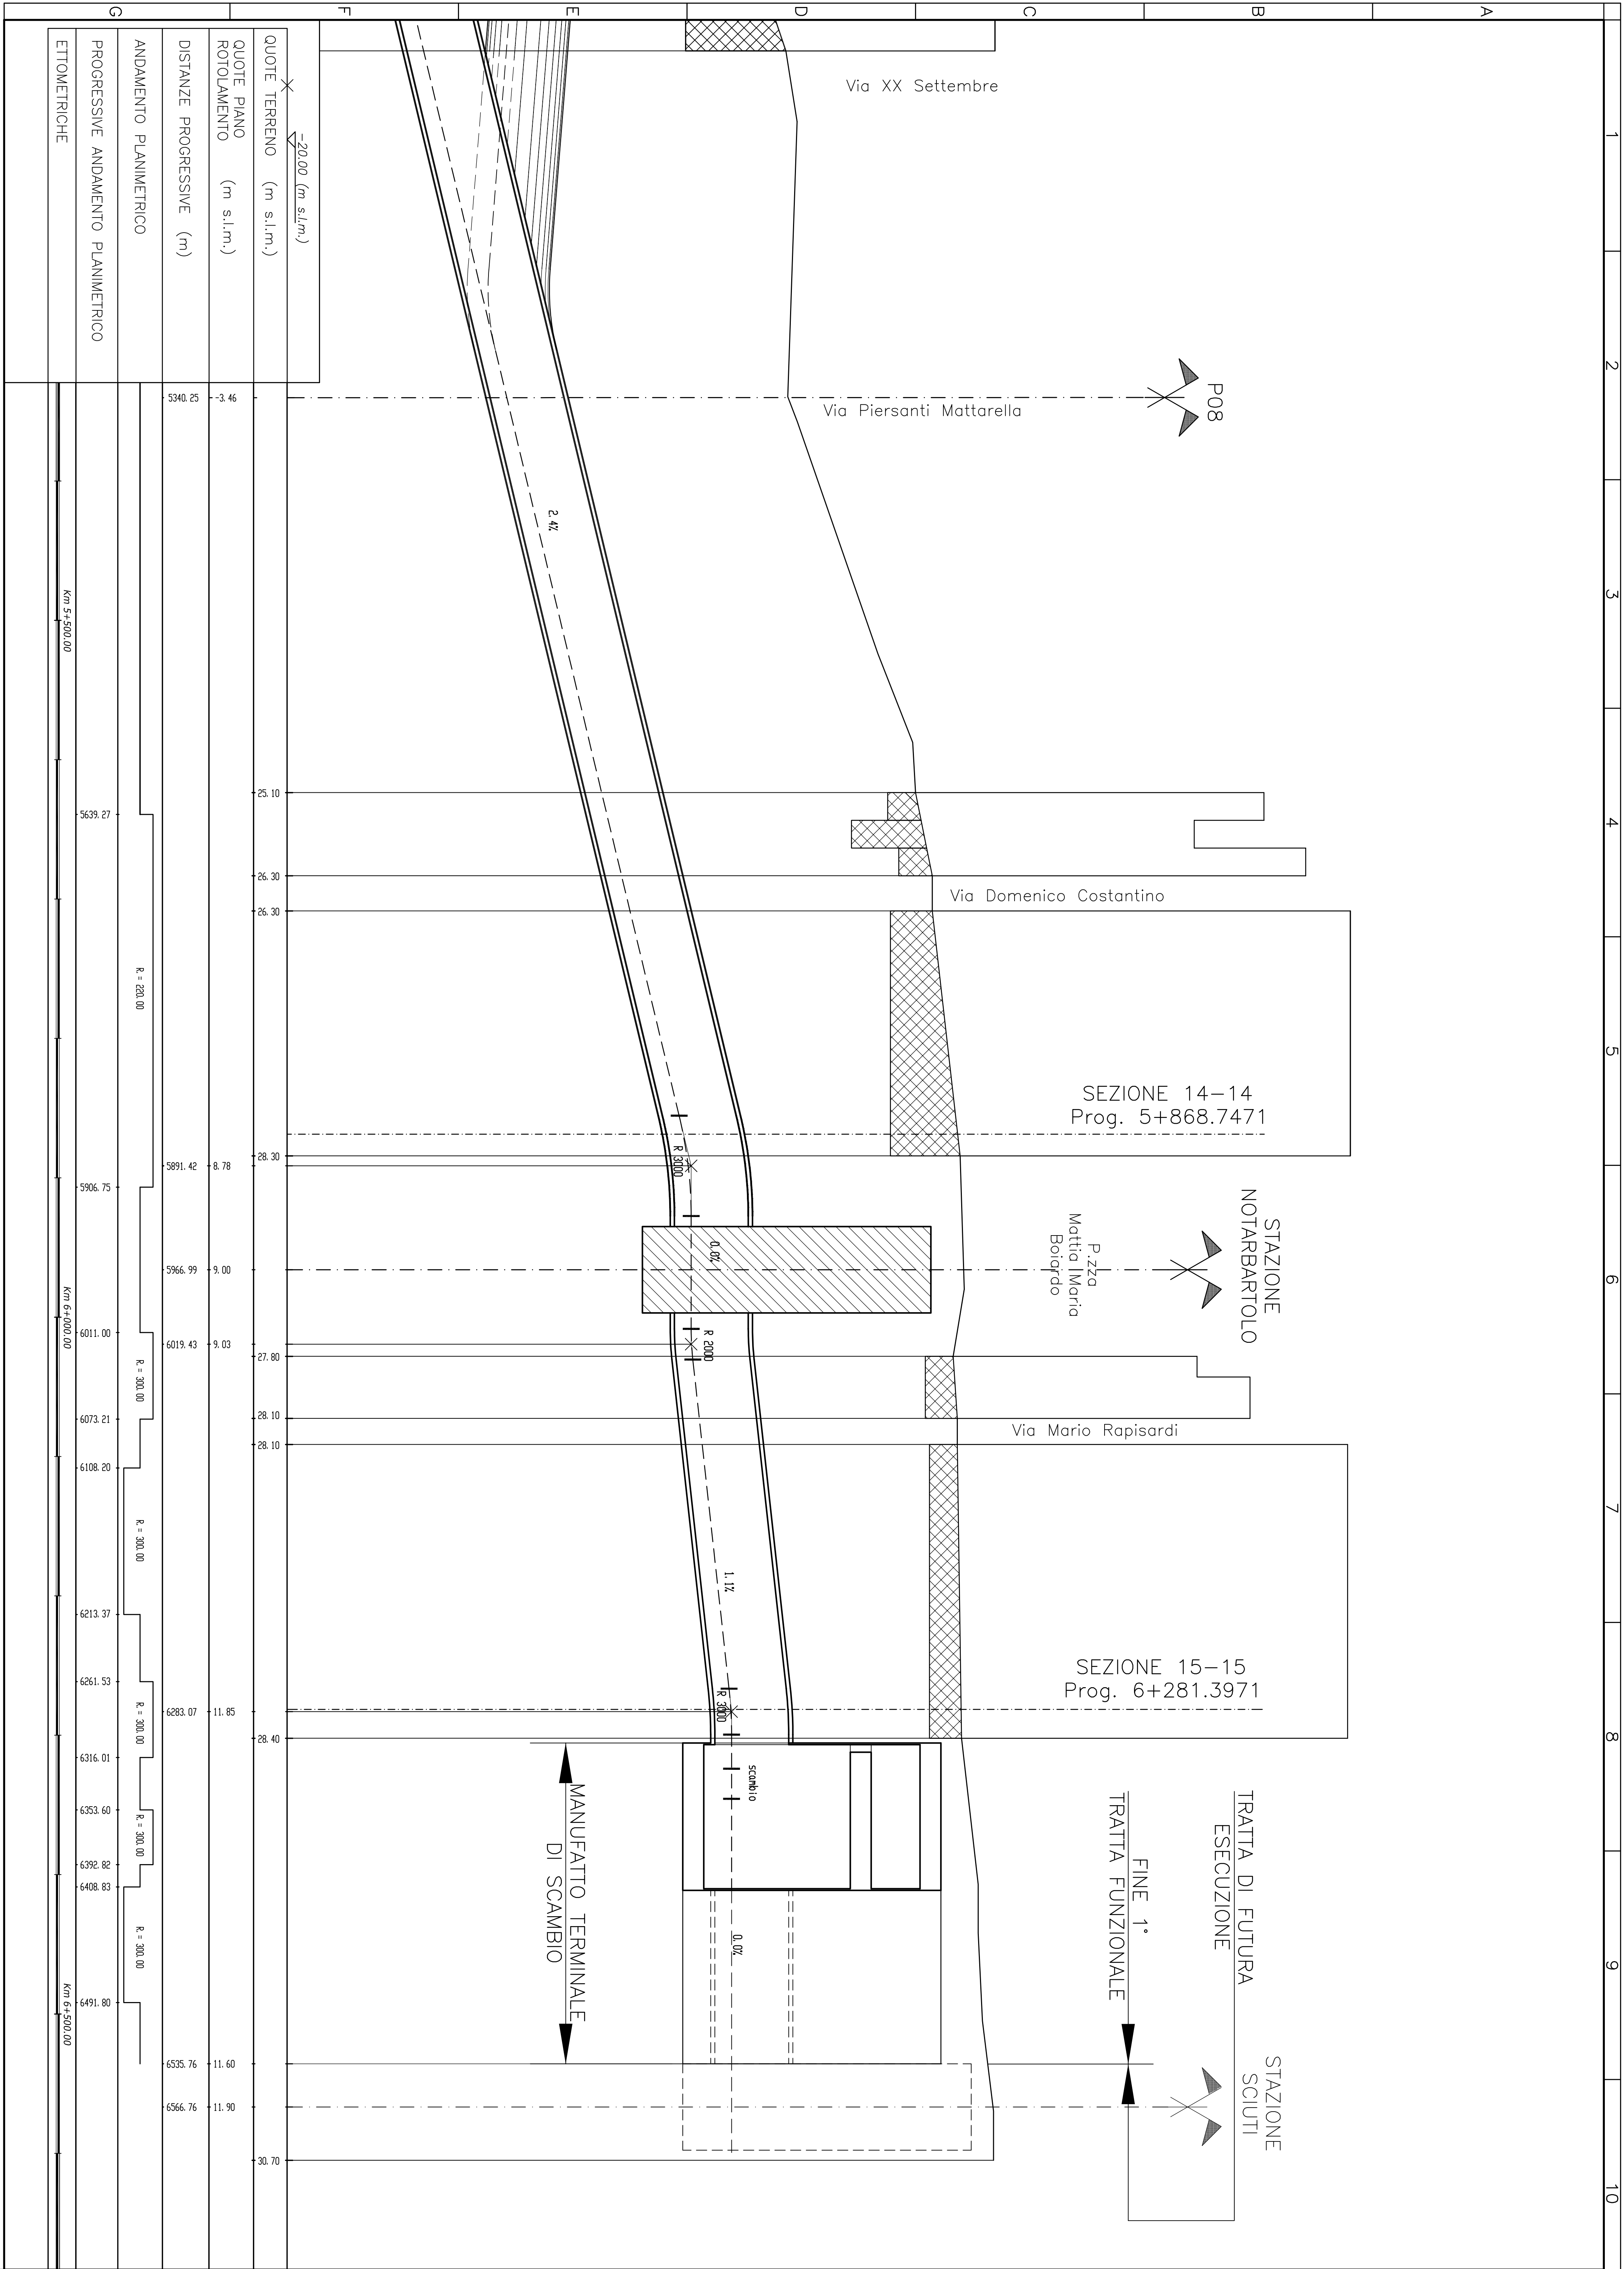 A
B
C
D
E
F
G
1
2
3
4
5
6
7
8
9
10
Via XX Settembre
P08
Via Piersanti Mattarella
2.4%
Via Domenico Costantino
SEZIONE 14-14
Prog. 5+868.7471
R 3000
STAZIONE
NOTARBARTOLO
P.zza
Mattia Maria
Boiardo
0.0%
R 2000
Via Mario Rapisardi
1.1%
SEZIONE 15-15
Prog. 6+281.3971
R 3000
scambio
MANUFATTO TERMINALE
DI SCAMBIO
0.0%
TRATTA DI FUTURA
ESECUZIONE
FINE 1°
TRATTA FUNZIONALE
STAZIONE
SCIUTI
-20.00 (m s.l.m.)
QUOTE TERRENO (m s.l.m.)
25.10
26.30
26.30
28.30
27.80
28.10
28.10
28.40
30.70
QUOTE PIANO
ROTOLAMENTO (m s.l.m.)
-3.46
8.78
9.00
9.03
11.85
11.60
11.90
DISTANZE PROGRESSIVE (m)
5340.25
5891.42
5966.99
6019.43
6283.07
6535.76
6566.76
ANDAMENTO PLANIMETRICO
R = 220.00
R = 300.00
R = 300.00
R = 300.00
R = 300.00
R = 300.00
PROGRESSIVE ANDAMENTO PLANIMETRICO
5639.27
5906.75
6011.00
6073.21
6108.20
6213.37
6261.53
6316.01
6353.60
6392.82
6408.83
6491.80
ETTOMETRICHE
Km 5+500.00
Km 6+000.00
Km 6+500.00